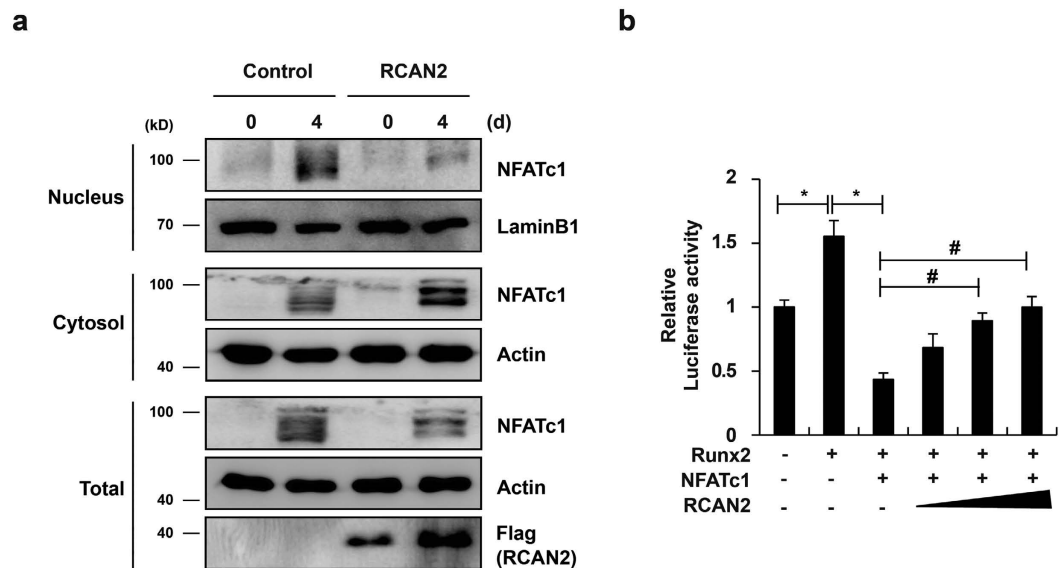 a
Control RCAN2
(kD) 0 4 0 4 (d)
Nucleus
100 NFATc1
70 LaminB1
Cytosol
100 NFATc1
40 Actin
Total
100 NFATc1
40 Actin
40 Flag
(RCAN2)
b
Relative
Luciferase activity
2
1.5
1
0.5
0
* *
#
#
Runx2 - + + + + +
NFATc1 - - + + + +
RCAN2 - - -